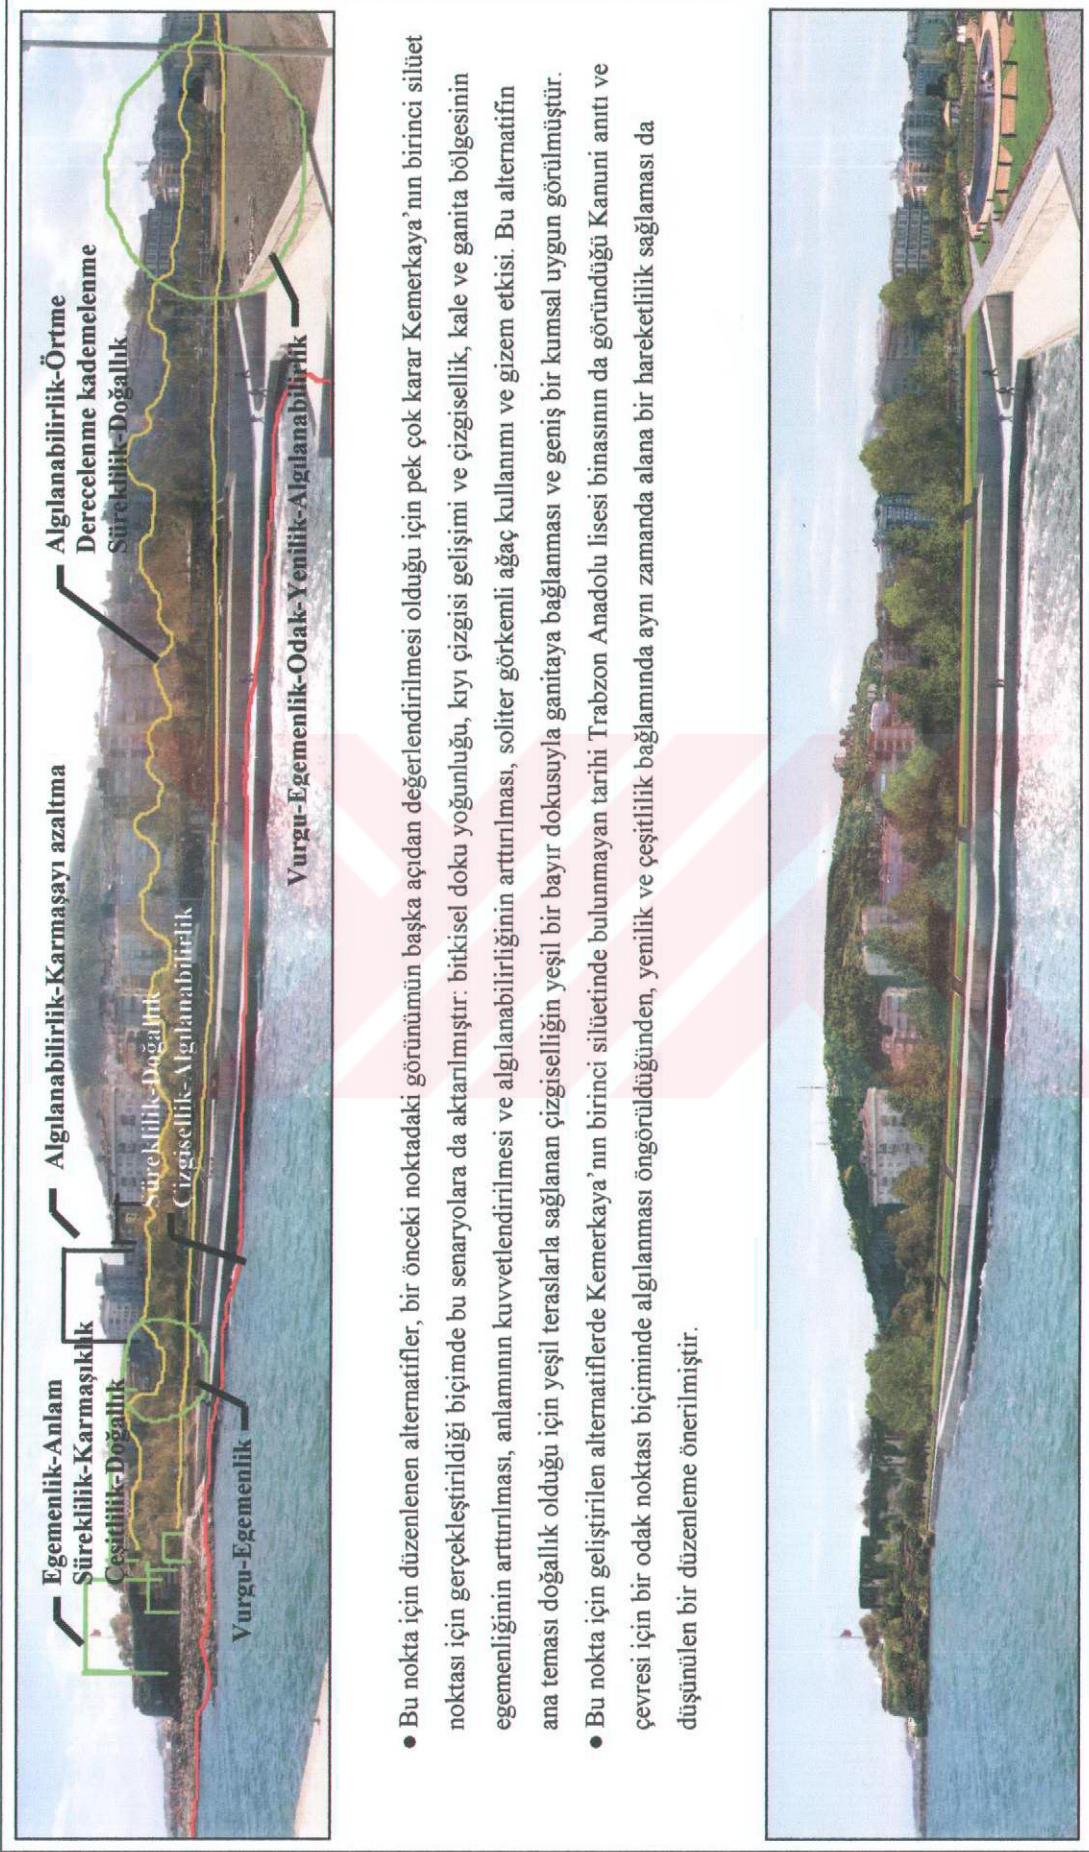 Egemenlik-Anlam
Süreklilik-Karmaşıklık
Çeşitlilik-Doğallık
Algılanabilirlik-Karmaşayı azaltma
Algılanabilirlik-Örtme
Derecelenme kademelenme
Süreklilik-Doğallık
Süreklilik-Doğallık
Çizgisellik-Algılanabilirlik
Vurgu-Egemenlik
Vurgu-Egemenlik-Odak-Yenilik-Algılanabilirlik
● Bu nokta için düzenlenen alternatifler, bir önceki noktadaki görünümün başka açıdan değerlendirilmesi olduğu için pek çok karar Kemerkaya'nın birinci silüet
noktası için gerçekleştirildiği biçimde bu senaryolara da aktarılmıştır: bitkisel doku yoğunluğu, kıyı çizgisi gelişimi ve çizgisellik, kale ve ganita bölgesinin
egemenliğinin arttırılması, anlamının kuvvetlendirilmesi ve algılanabilirliğinin arttırılması, soliter görkemli ağaç kullanımı ve gizem etkisi. Bu alternatifin
ana teması doğallık olduğu için yeşil teraslarla sağlanan çizgiselliğin yeşil bir bayır dokusuyla ganitaya bağlanması ve geniş bir kumsal uygun görülmüştür.
● Bu nokta için geliştirilen alternatiflerde Kemerkaya'nın birinci silüetinde bulunmayan tarihi Trabzon Anadolu lisesi binasının da göründüğü Kanuni anıtı ve
çevresi için bir odak noktası biçiminde algılanması öngörüldüğünden, yenilik ve çeşitlilik bağlamında aynı zamanda alana bir hareketlilik sağlaması da
düşünülen bir düzenleme önerilmiştir.